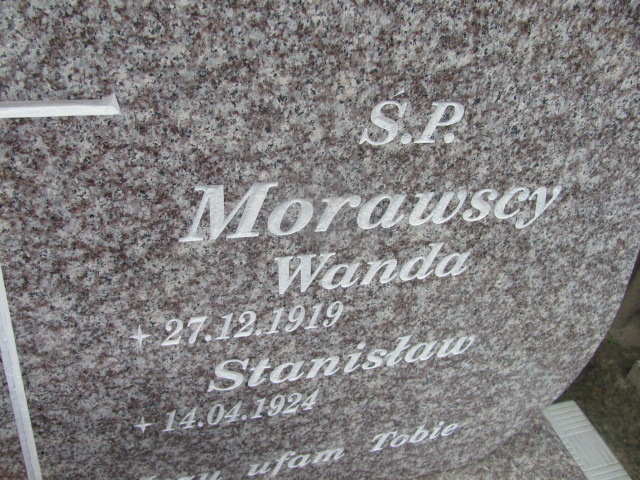 Ś.P.
Morawscy
Wanda
+ 27.12.1919
Stanisław
+ 14.04.1924
ufam Tobie